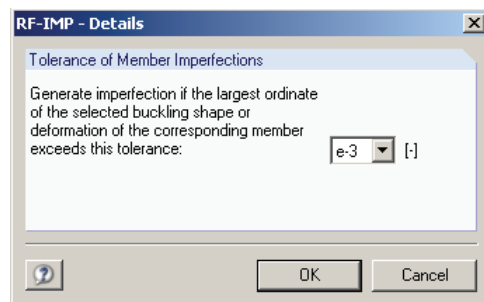 RF-IMP - Details
Tolerance of Member Imperfections
Generate imperfection if the largest ordinate
of the selected buckling shape or
deformation of the corresponding member
exceeds this tolerance:
e-3 [-]
OK Cancel